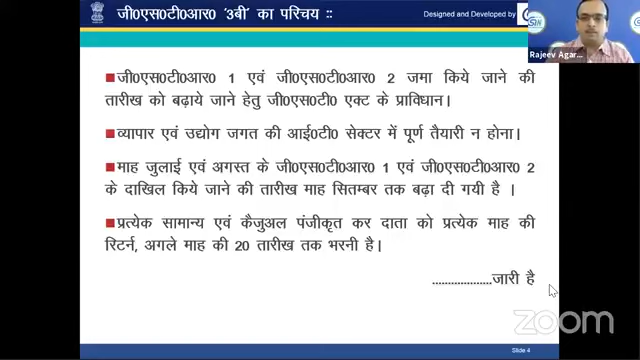 जी0एस0टी0आर0 '3बी' का परिचय ::
Designed and Developed by
Rajeev Agar...
जी0एस0टी0आर0 1 एवं जी0एस0टी0आर0 2 जमा किये जाने की
तारीख को बढ़ाये जाने हेतु जी0एस0टी0 एक्ट के प्राविधान।
व्यापार एवं उद्योग जगत की आई0टी0 सेक्टर में पूर्ण तैयारी न होना।
माह जुलाई एवं अगस्त के जी0एस0टी0आर0 1 एवं जी0एस0टी0आर0 2
के दाखिल किये जाने की तारीख माह सितम्बर तक बढ़ा दी गयी है ।
प्रत्येक सामान्य एवं कैजुअल पंजीकृत कर दाता को प्रत्येक माह की
रिटर्न, अगले माह की 20 तारीख तक भरनी है।
...................जारी है
zoom
Slide 4